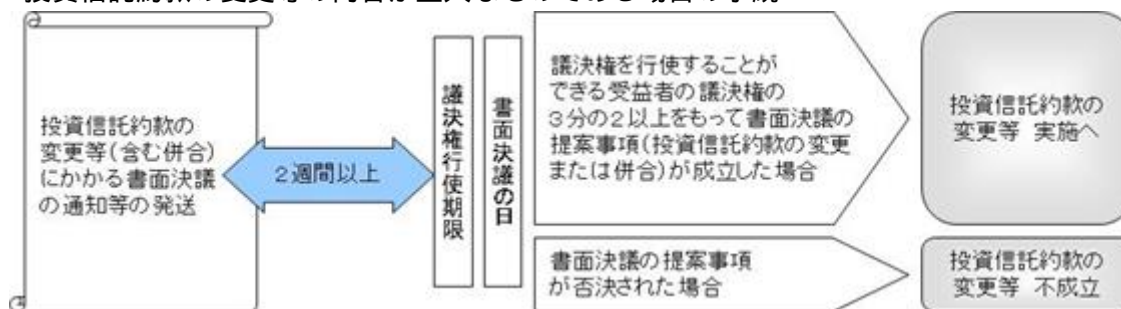 投資信託約款の
変更等(含む併合)
にかかる書面決議
の通知等の発送
2週間以上
議決権行使期限
書面決議の日
議決権を行使することが
できる受益者の議決権の
3分の2以上をもって書面決議の
提案事項(投資信託約款の変更
または併合)が成立した場合
投資信託約款の
変更等 実施へ
書面決議の提案事項
が否決された場合
投資信託約款の
変更等 不成立